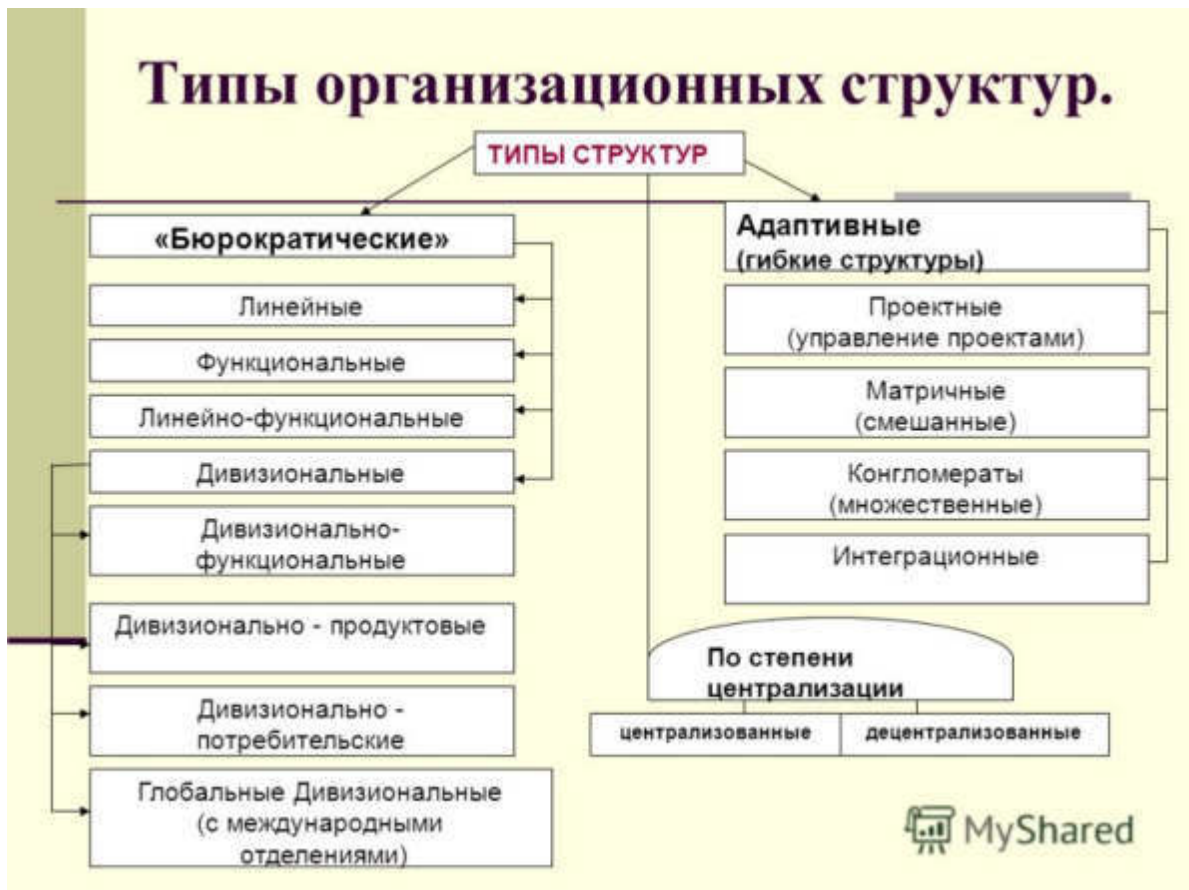 Типы организационных структур.
ТИПЫ СТРУКТУР
«Бюрократические»
Линейные
Функциональные
Линейно-функциональные
Дивизиональные
Дивизионально-
функциональные
Дивизионально - продуктовые
Дивизионально -
потребительские
Глобальные Дивизиональные
(с международными
отделениями)
Адаптивные
(гибкие структуры)
Проектные
(управление проектами)
Матричные
(смешанные)
Конгломераты
(множественные)
Интеграционные
По степени
централизации
централизованные
децентрализованные
MyShared